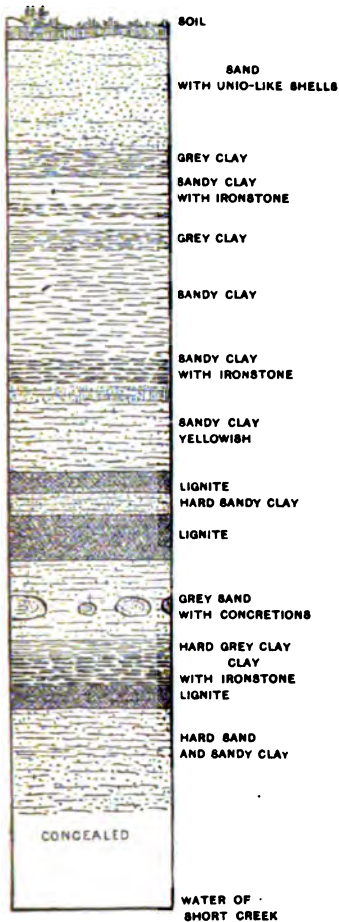 SOIL
SAND
WITH UNIO-LIKE SHELLS
GREY CLAY
SANDY CLAY
WITH IRONSTONE
GREY CLAY
SANDY CLAY
SANDY CLAY
WITH IRONSTONE
SANDY CLAY
YELLOWISH
LIGNITE
HARD SANDY CLAY
LIGNITE
GREY SAND
WITH CONCRETIONS
HARD GREY CLAY
CLAY
WITH IRONSTONE
LIGNITE
HARD SAND
AND SANDY CLAY
CONCEALED
WATER OF
SHORT CREEK